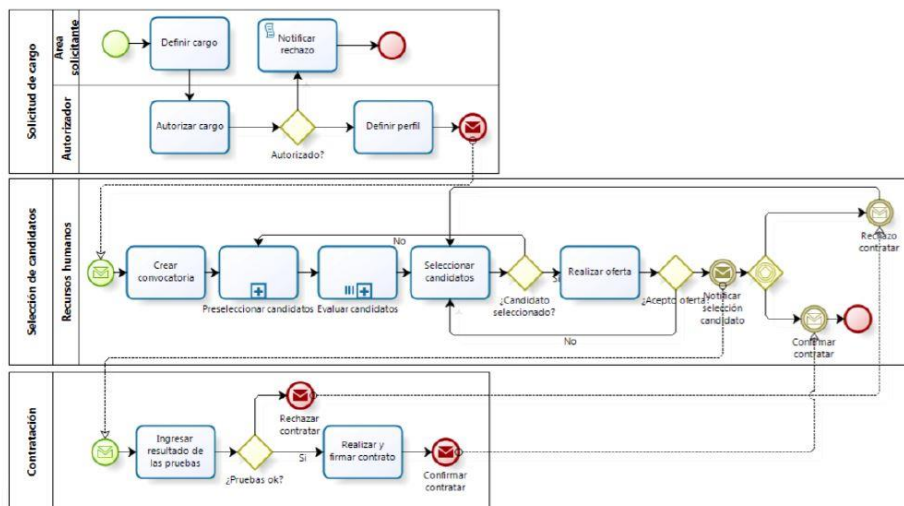 Solicitud de cargo
Area
solicitante
Definir cargo
Notificar
rechazo
Autorizador
Autorizar cargo
Autorizado?
Definir perfil
Selección de candidatos
Recursos humanos
Crear
convocatoria
Preseleccionar candidatos
Evaluar candidatos
No
Seleccionar
candidatos
¿Candidato
seleccionado?
Si
Realizar oferta
¿Acepto oferta?
No
Notificar
selección
candidato
Rechazo
contratar
Confirmar
contratar
Contratación
Ingresar
resultado de
las pruebas
¿Pruebas ok?
Rechazar
contratar
Si
Realizar y
firmar contrato
Confirmar
contratar